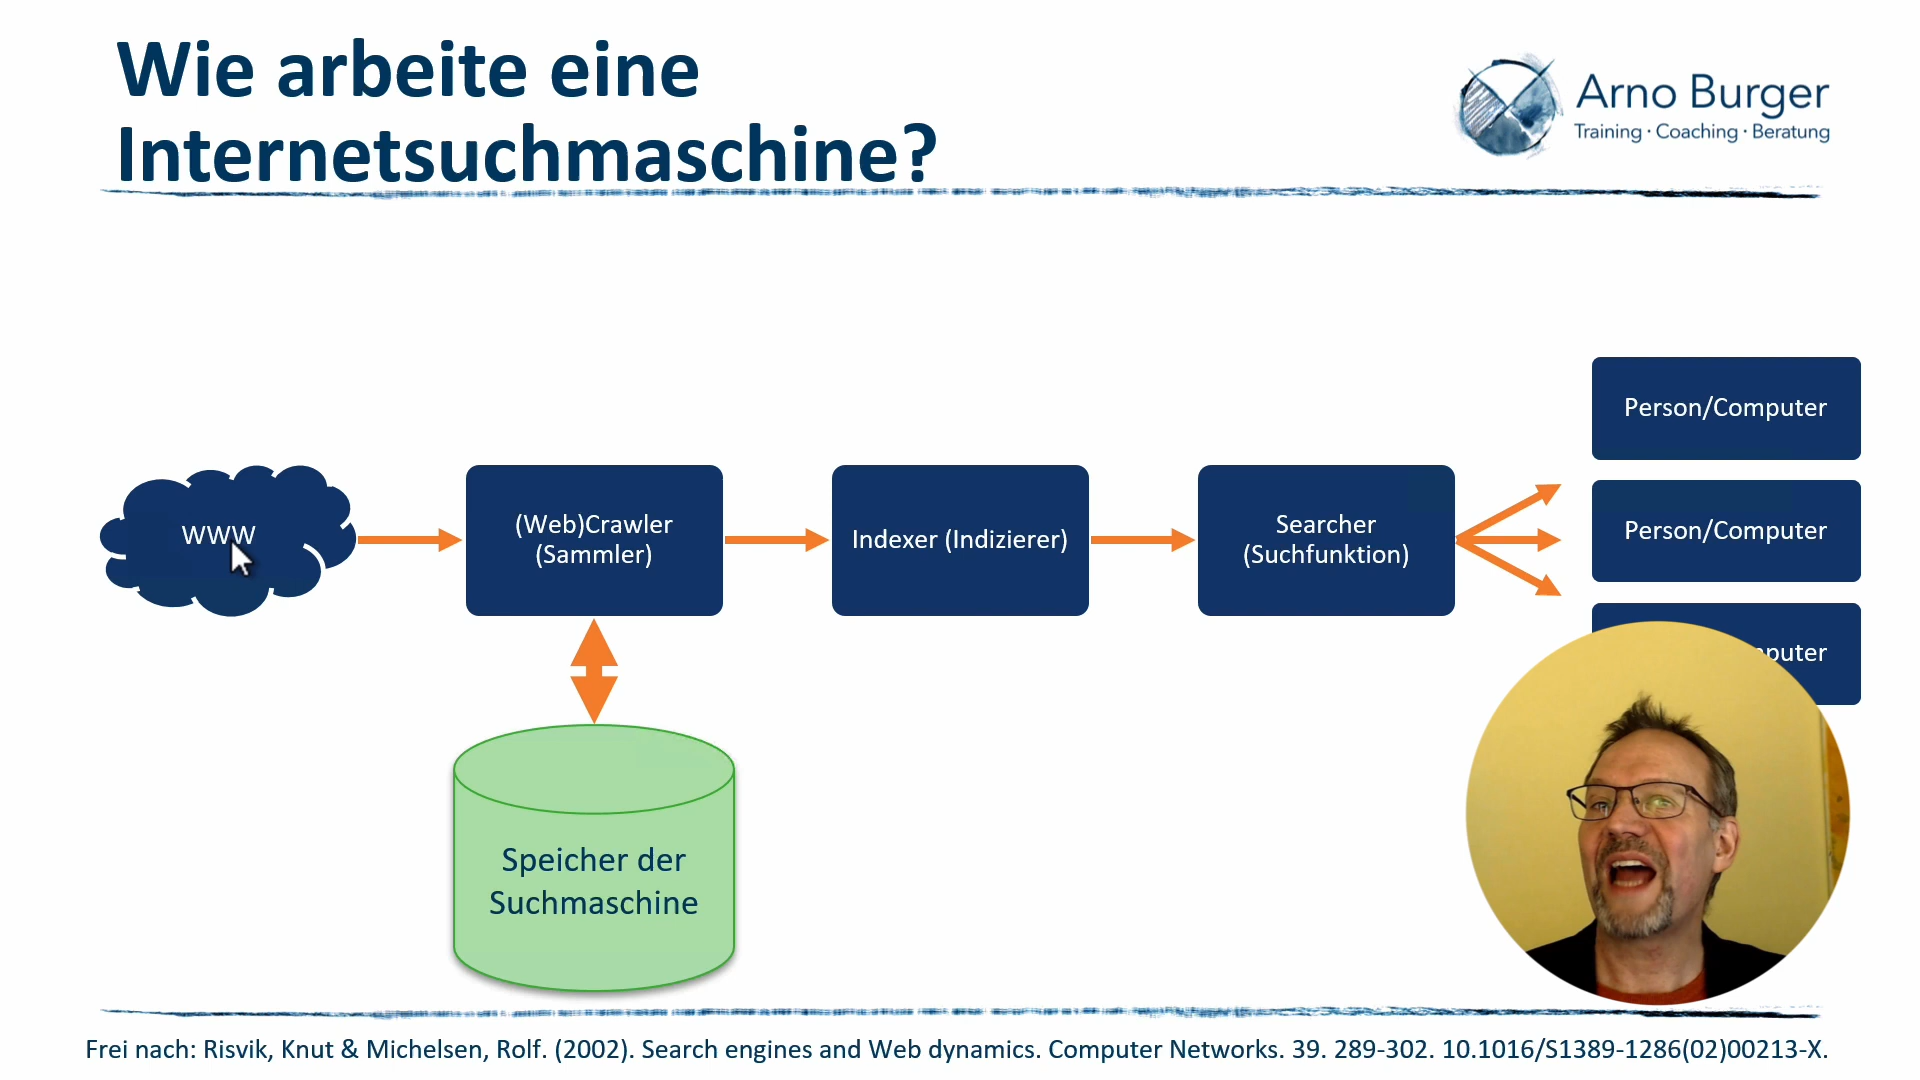 Wie arbeite eine
Internetsuchmaschine?
Arno Burger
Training · Coaching · Beratung
WWW
(Web)Crawler
(Sammler)
Indexer (Indizierer)
Searcher
(Suchfunktion)
Person/Computer
Person/Computer
puter
Speicher der
Suchmaschine
Frei nach: Risvik, Knut & Michelsen, Rolf. (2002). Search engines and Web dynamics. Computer Networks. 39. 289-302. 10.1016/S1389-1286(02)00213-X.